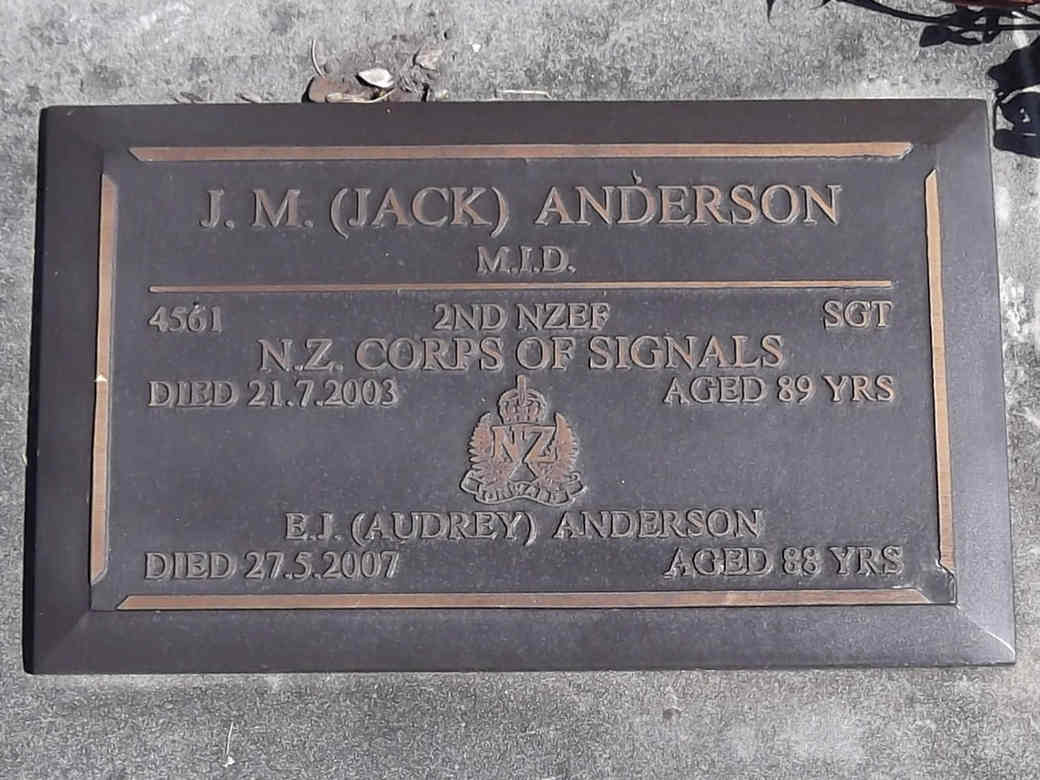 J. M. (JACK) ANDERSON
M.I.D.
4561 2ND NZEF SGT
N.Z. CORPS OF SIGNALS
DIED 21.7.2003 AGED 89 YRS
NZ
ONWARD
E.J. (AUDREY) ANDERSON
DIED 27.5.2007 AGED 88 YRS